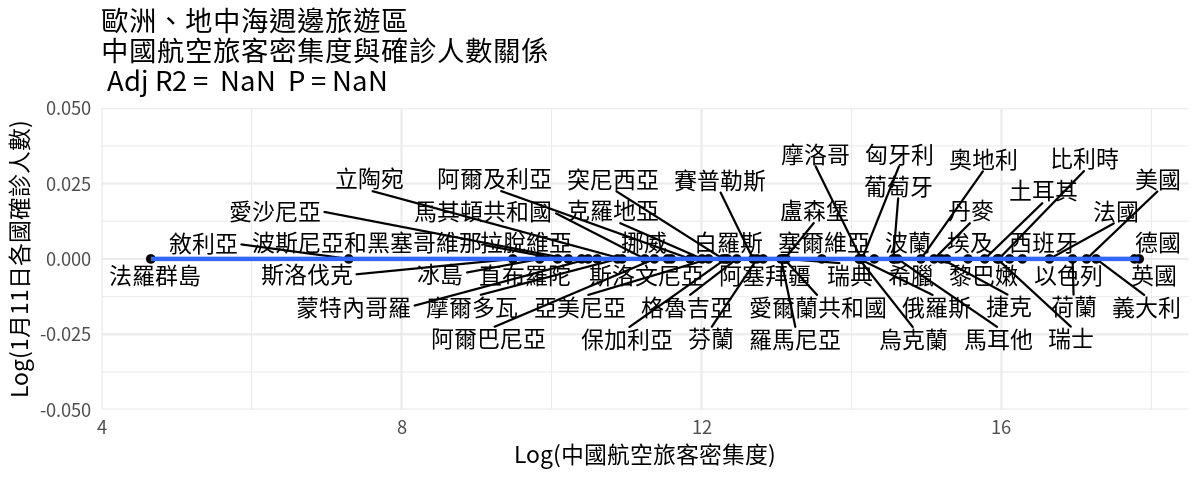 歐洲、地中海週邊旅遊區
中國航空旅客密集度與確診人數關係
Adj R2 = NaN P = NaN
Log(1月11日各國確診人數)
0.050
0.025
0.000
-0.025
-0.050
摩洛哥 匈牙利 奧地利 比利時
立陶宛 阿爾及利亞 突尼西亞 賽普勒斯 葡萄牙 土耳其 美國
愛沙尼亞 馬其頓共和國 克羅地亞 盧森堡 丹麥 法國
敘利亞 波斯尼亞和黑塞哥維那 拉脫維亞 挪威 白羅斯 塞爾維亞 波蘭 埃及 西班牙 德國
法羅群島 斯洛伐克 冰島 直布羅陀 斯洛文尼亞 阿塞拜疆 瑞典 希臘 黎巴嫩 以色列 英國
蒙特內哥羅 摩爾多瓦 亞美尼亞 格魯吉亞 愛爾蘭共和國 俄羅斯 捷克 荷蘭 義大利
阿爾巴尼亞 保加利亞 芬蘭 羅馬尼亞 烏克蘭 馬耳他 瑞士
4 8 12 16
Log(中國航空旅客密集度)